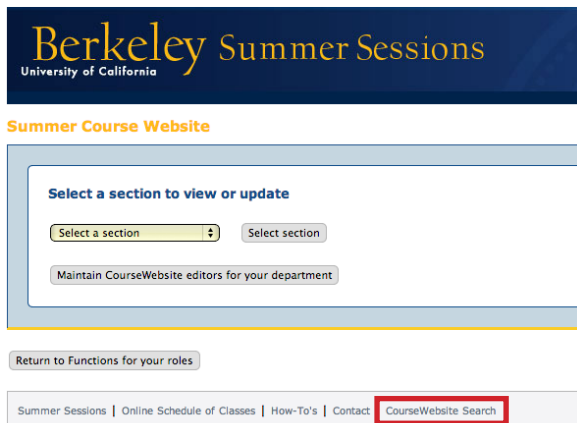 Berkeley Summer Sessions
University of California
Summer Course Website
Select a section to view or update
Select a section Select section
Maintain CourseWebsite editors for your department
Return to Functions for your roles
Summer Sessions | Online Schedule of Classes | How-To's | Contact CourseWebsite Search